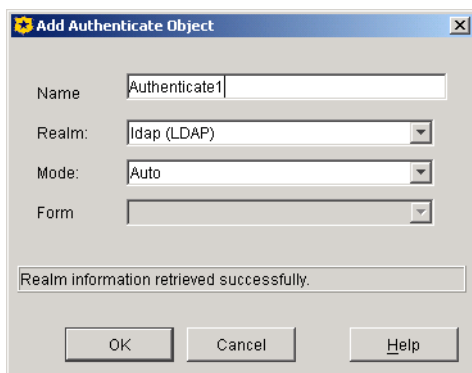 Add Authenticate Object
Name Authenticate1
Realm: ldap (LDAP)
Mode: Auto
Form
Realm information retrieved successfully.
OK Cancel Help